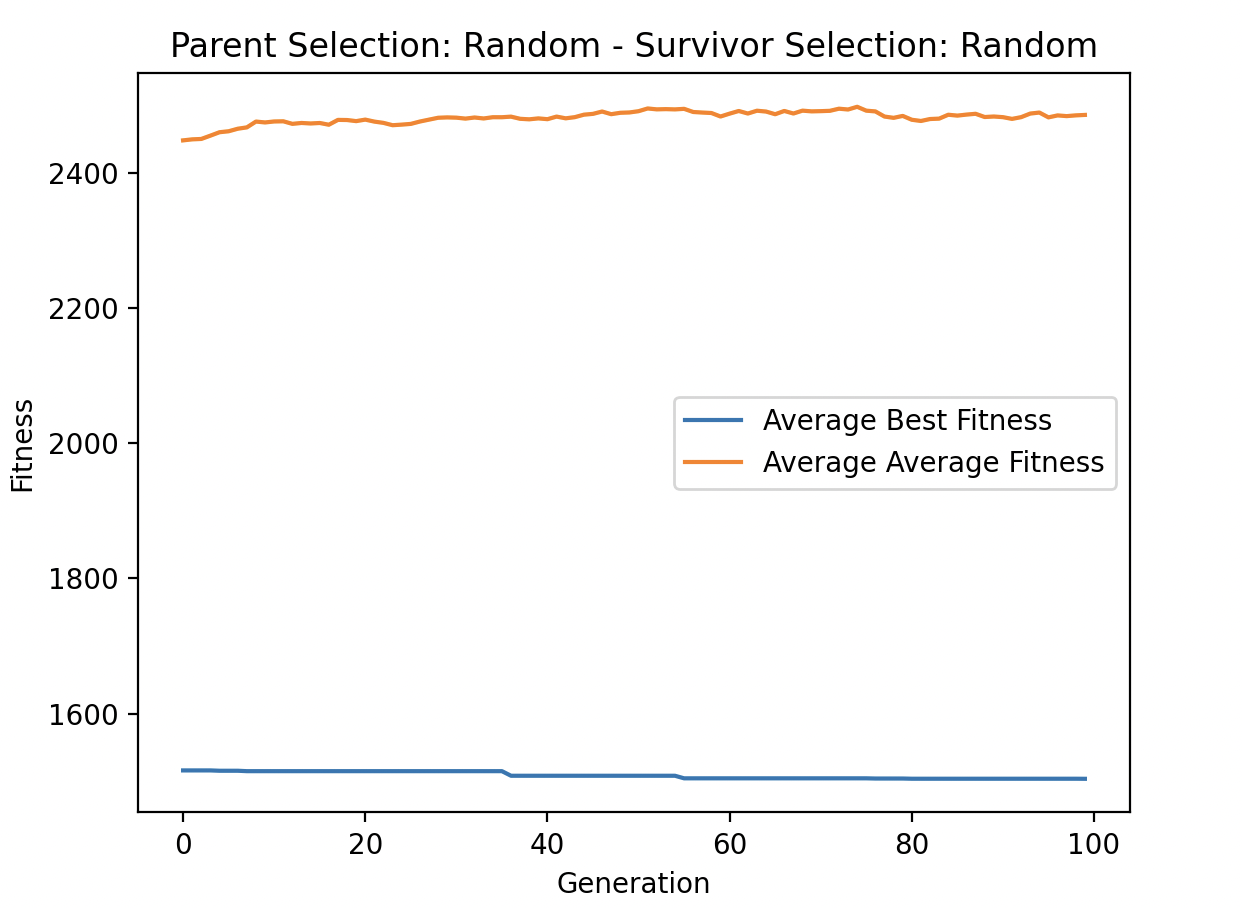 Parent Selection: Random - Survivor Selection: Random
2400
2200
2000
1800
1600
Fitness
Average Best Fitness
Average Average Fitness
0 20 40 60 80 100
Generation